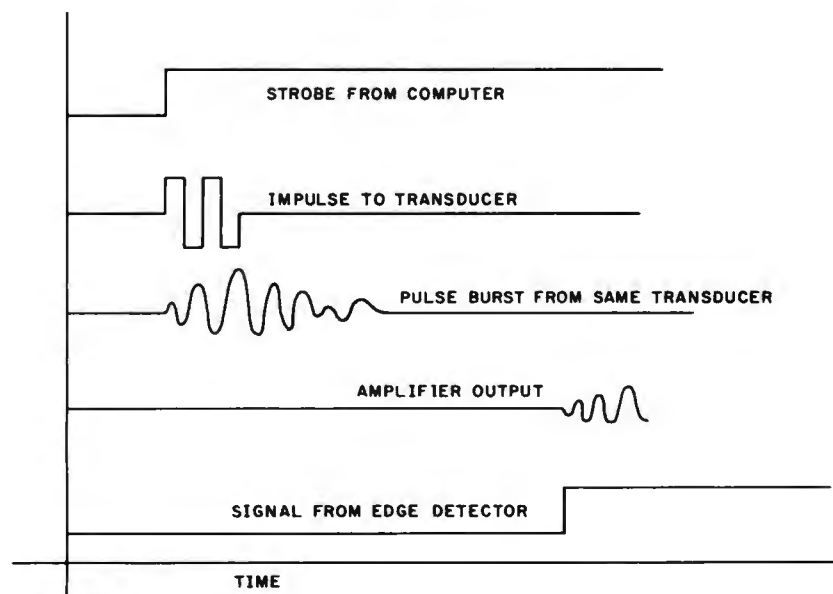 STROBE FROM COMPUTER
IMPULSE TO TRANSDUCER
PULSE BURST FROM SAME TRANSDUCER
AMPLIFIER OUTPUT
SIGNAL FROM EDGE DETECTOR
TIME